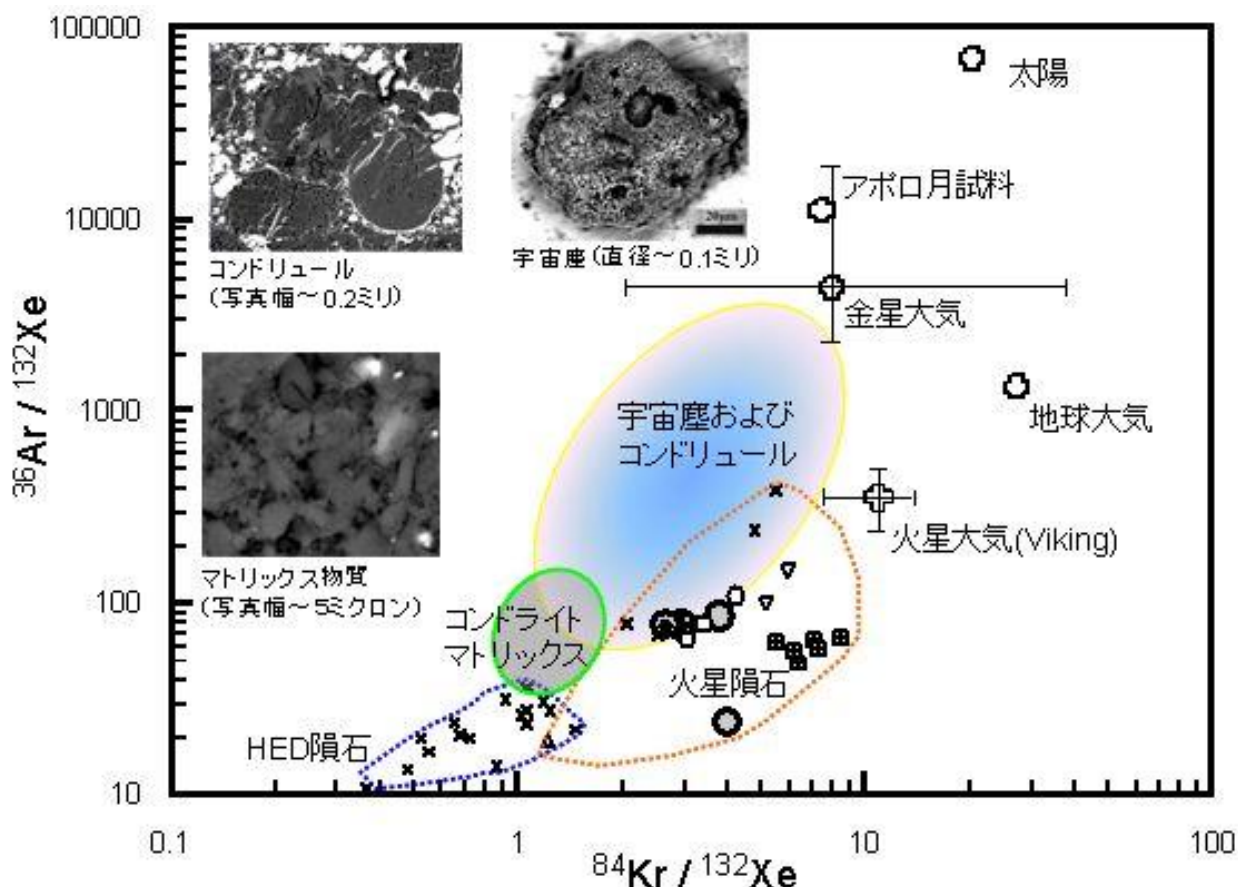 100000
10000
1000
100
10
³⁶Ar / ¹³²Xe
コンドリュール
(写真幅～0.2ミリ)
20μm
宇宙塵(直径～0.1ミリ)
マトリックス物質
(写真幅～5ミクロン)
太陽
アポロ月試料
金星大気
地球大気
火星大気(Viking)
宇宙塵および
コンドリュール
コンドライト
マトリックス
火星隕石
HED隕石
0.1
1
10
100
⁸⁴Kr / ¹³²Xe